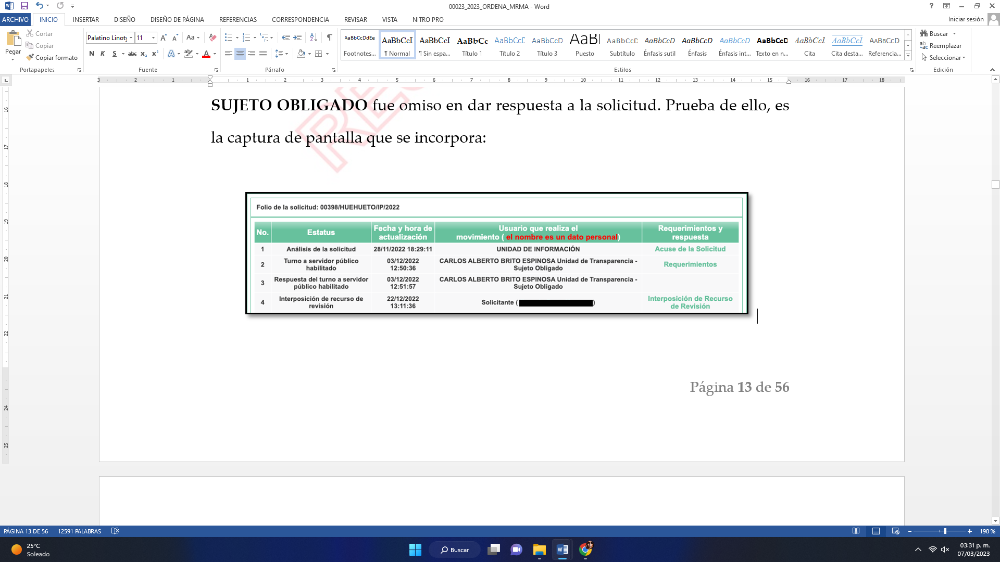 00023_2023_ORDENA_MRMA - Word
ARCHIVO INICIO INSERTAR DISEÑO DISEÑO DE PÁGINA REFERENCIAS CORRESPONDENCIA REVISAR VISTA NITRO PRO Iniciar sesión
Pegar
Cortar
Copiar
Copiar formato
Portapapeles
Palatino Linoty 11
N K S abc x₂ x²
Fuente
Párrafo
AaBbCcDdEe AaBbCcI AaBbCcI AaBbCc AaBbCcD AaBbCcD AaBl AaBbCcD AaBbCcD AaBbCcD AaBbCcD AaBbCcD AaBbCcI AaBbCcI AaBbCcD
Footnotes... ¶ Normal ¶ Sin espa... Título 1 Título 2 Título 3 Puesto Subtítulo Énfasis sutil Énfasis Énfasis int... Texto en n... Cita Cita desta... Referencia...
Estilos
Buscar
Reemplazar
Seleccionar
Edición
3 2 1 1 2 3 4 5 6 7 8 9 10 11 12 13 14 15 16 17 18
16
17
18
19
20
21
22
24
25
SUJETO OBLIGADO fue omiso en dar respuesta a la solicitud. Prueba de ello, es
la captura de pantalla que se incorpora:
Folio de la solicitud: 00398/HUEHUETO/IP/2022
No. Estatus Fecha y hora de actualización Usuario que realiza el movimiento ( el nombre es un dato personal) Requerimientos y respuesta
1 Análisis de la solicitud 28/11/2022 18:29:11 UNIDAD DE INFORMACIÓN Acuse de la Solicitud
2 Turno a servidor público habilitado 03/12/2022 12:50:36 CARLOS ALBERTO BRITO ESPINOSA Unidad de Transparencia - Sujeto Obligado Requerimientos
3 Respuesta del turno a servidor público habilitado 03/12/2022 12:51:57 CARLOS ALBERTO BRITO ESPINOSA Unidad de Transparencia - Sujeto Obligado
4 Interposición de recurso de revisión 22/12/2022 13:11:36 Solicitante ( ) Interposición de Recurso de Revisión
Página 13 de 56
PÁGINA 13 DE 56 12591 PALABRAS 190 %
25°C
Soleado
Buscar
03:31 p. m.
07/03/2023